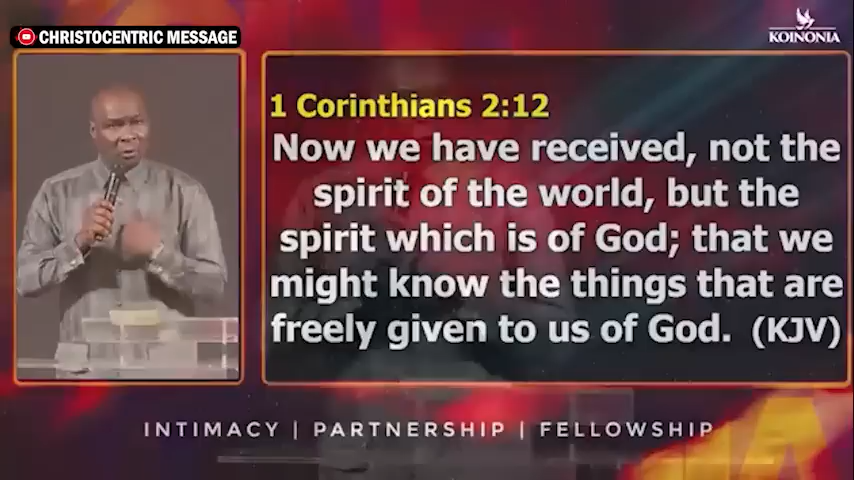 CHRISTOCENTRIC MESSAGE
KOINONIA
1 Corinthians 2:12
Now we have received, not the
spirit of the world, but the
spirit which is of God; that we
might know the things that are
freely given to us of God. (KJV)
INTIMACY | PARTNERSHIP | FELLOWSHIP